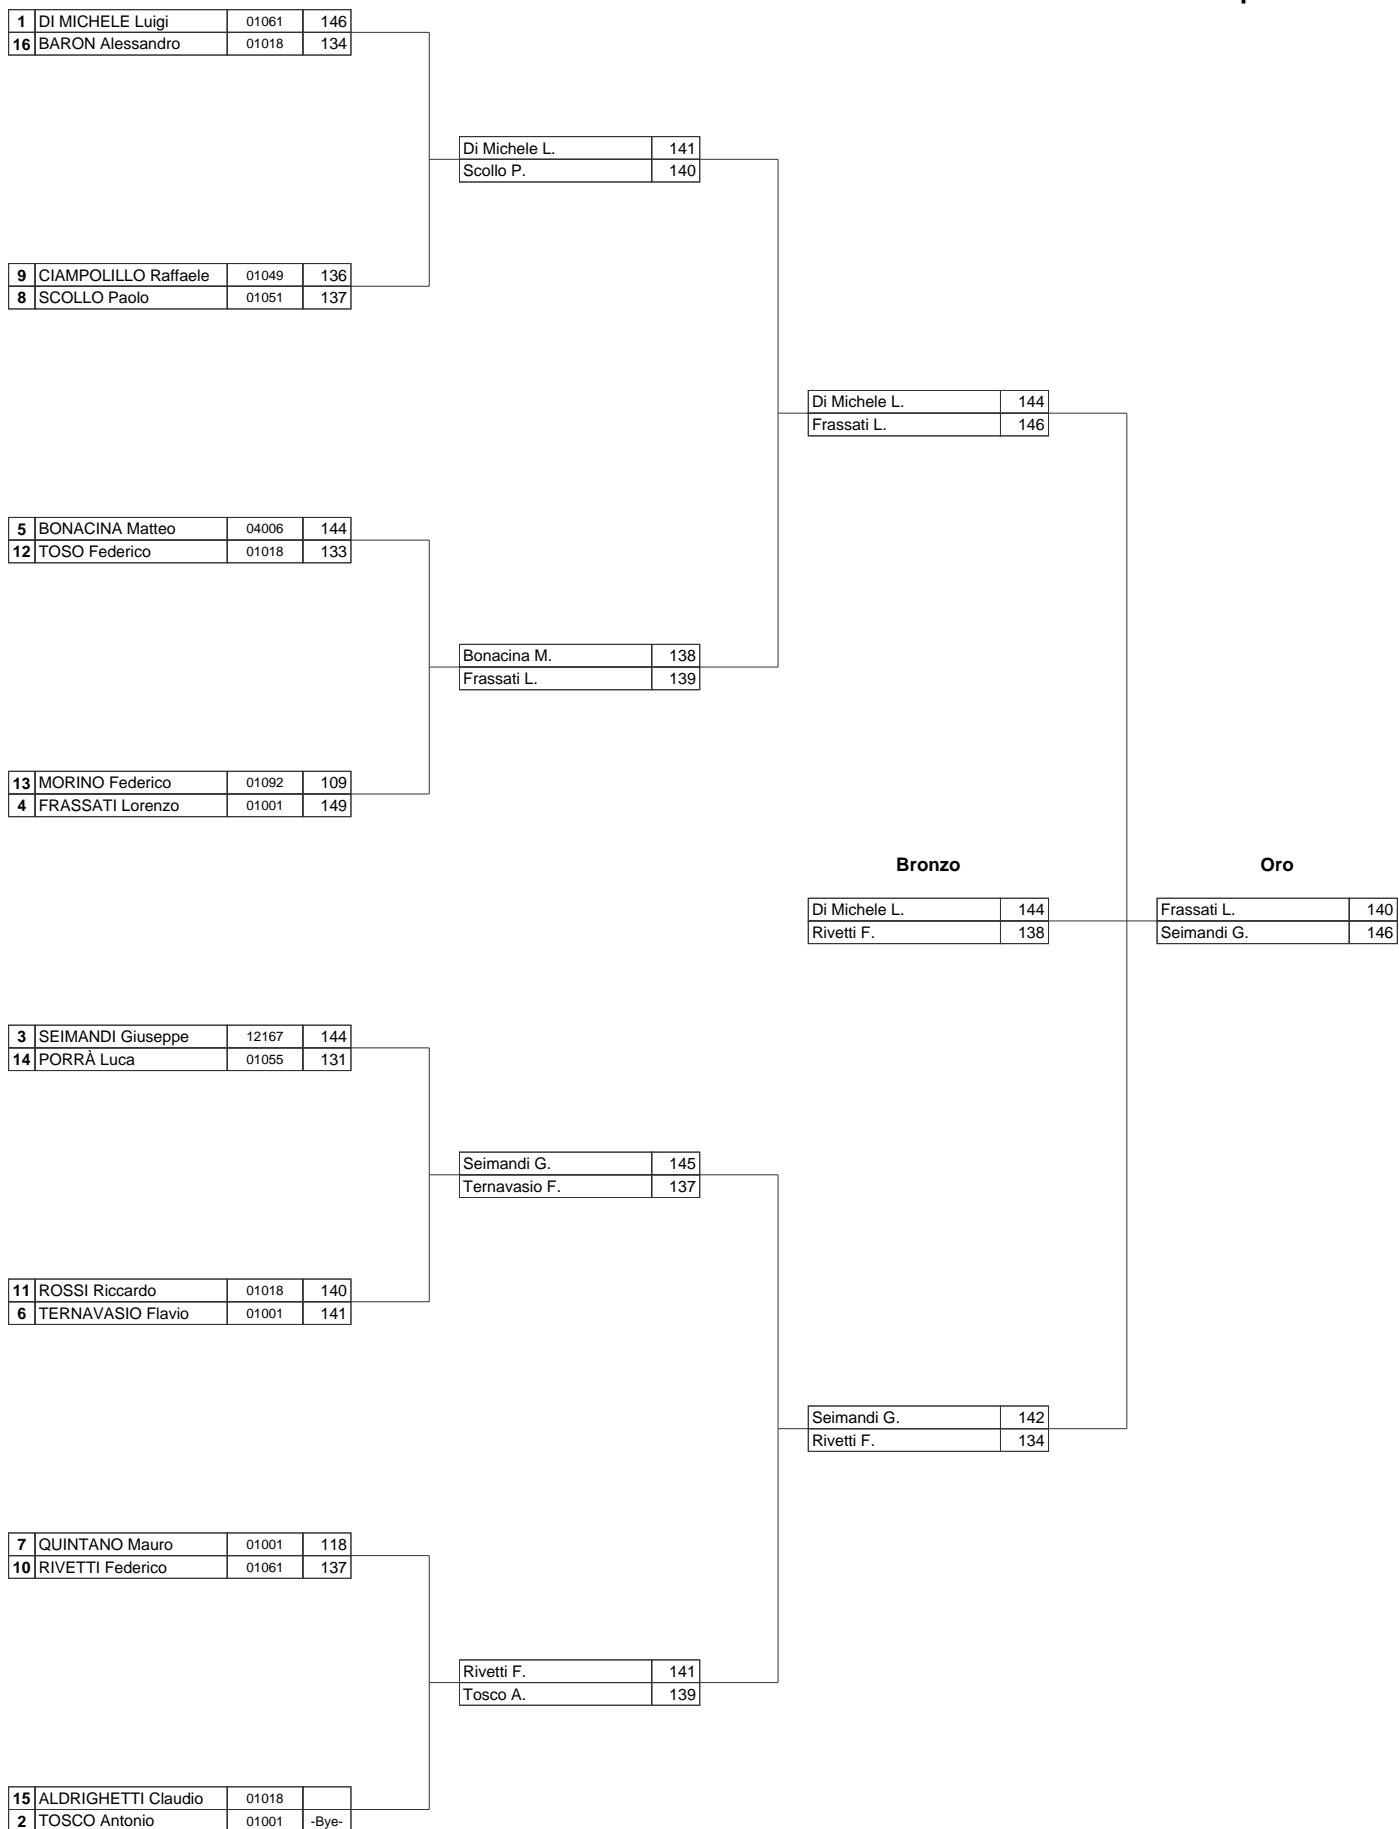 1 DI MICHELE Luigi 01061 146
16 BARON Alessandro 01018 134
Di Michele L. 141
Scollo P. 140
9 CIAMPOLILLO Raffaele 01049 136
8 SCOLLO Paolo 01051 137
Di Michele L. 144
Frassati L. 146
5 BONACINA Matteo 04006 144
12 TOSO Federico 01018 133
Bonacina M. 138
Frassati L. 139
13 MORINO Federico 01092 109
4 FRASSATI Lorenzo 01001 149
Bronzo Oro
Di Michele L. 144 Frassati L. 140
Rivetti F. 138 Seimandi G. 146
3 SEIMANDI Giuseppe 12167 144
14 PORRÀ Luca 01055 131
Seimandi G. 145
Ternavasio F. 137
11 ROSSI Riccardo 01018 140
6 TERNAVASIO Flavio 01001 141
Seimandi G. 142
Rivetti F. 134
7 QUINTANO Mauro 01001 118
10 RIVETTI Federico 01061 137
Rivetti F. 141
Tosco A. 139
15 ALDRIGHETTI Claudio 01018
2 TOSCO Antonio 01001 -Bye-